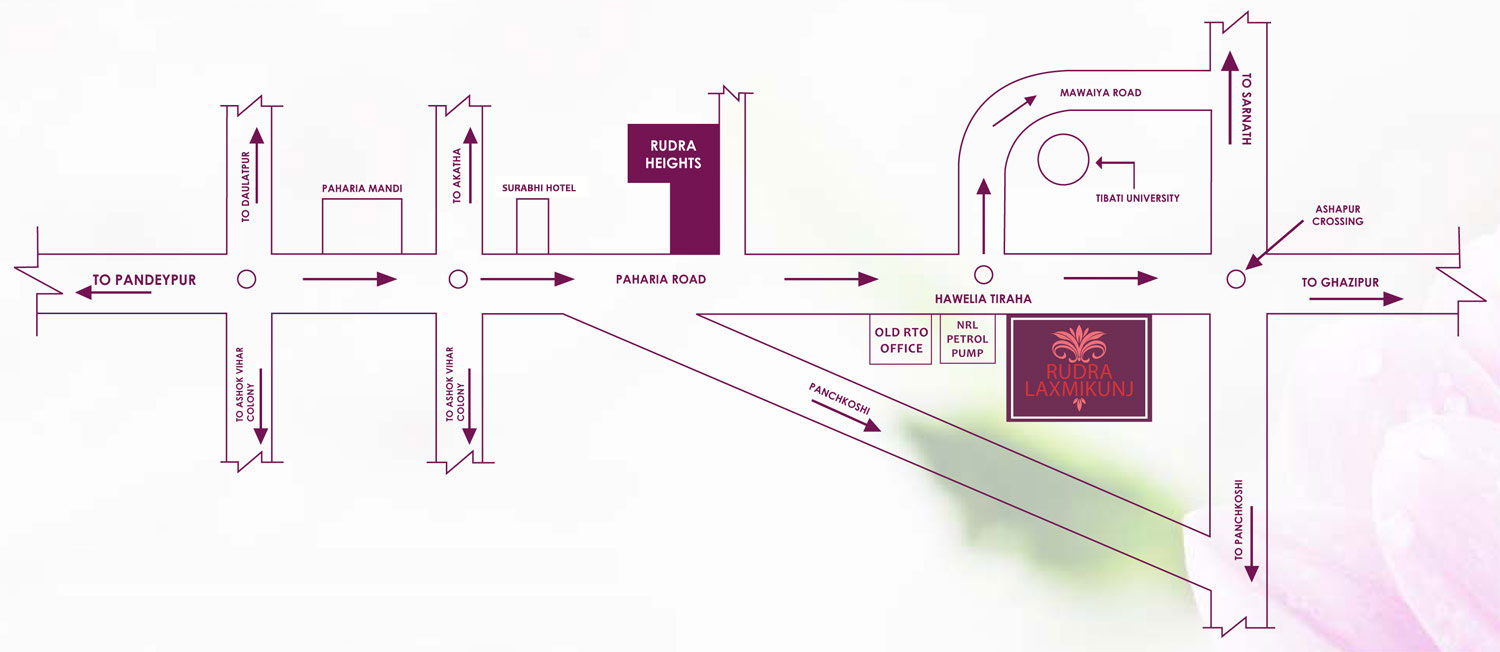 TO SARNATH
MAWAIYA ROAD
RUDRA
HEIGHTS
TO DAULATPUR
PAHARIA MANDI
TO AKATHA
SURABHI HOTEL
TIBATI UNIVERSITY
ASHAPUR
CROSSING
TO PANDEYPUR
PAHARIA ROAD
HAWELIA TIRAHA
TO GHAZIPUR
OLD RTO
OFFICE
NRL
PETROL
PUMP
RUDRA
LAXMIKUNJ
TO ASHOK VIHAR
COLONY
TO ASHOK VIHAR
COLONY
PANCHKOSHI
TO PANCHKOSHI